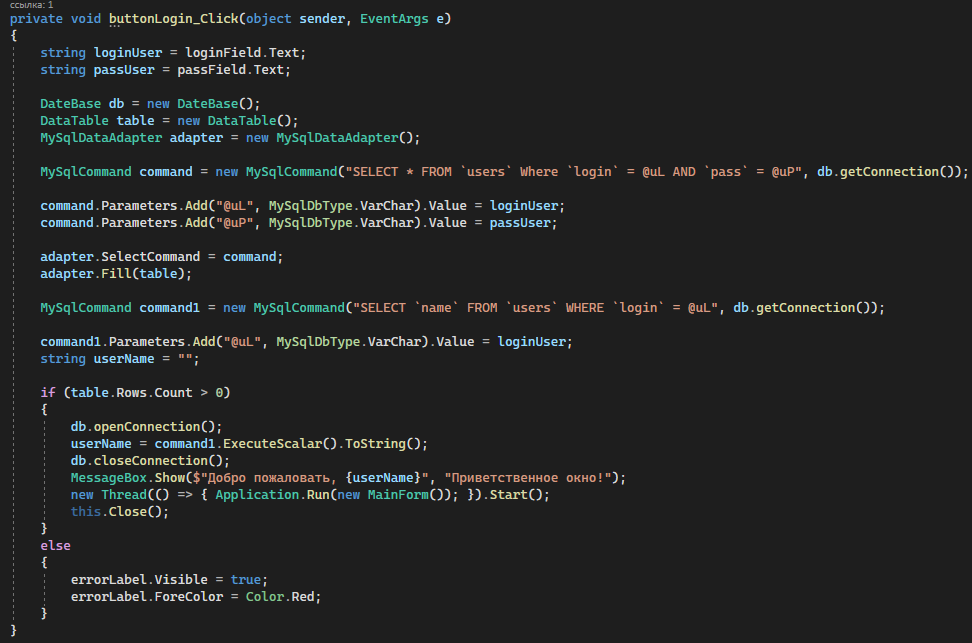 ссылка: 1
private void buttonLogin_Click(object sender, EventArgs e)
{
string loginUser = loginField.Text;
string passUser = passField.Text;
DateBase db = new DateBase();
DataTable table = new DataTable();
MySqlDataAdapter adapter = new MySqlDataAdapter();
MySqlCommand command = new MySqlCommand("SELECT * FROM `users` Where `login` = @uL AND `pass` = @uP", db.getConnection());
command.Parameters.Add("@uL", MySqlDbType.VarChar).Value = loginUser;
command.Parameters.Add("@uP", MySqlDbType.VarChar).Value = passUser;
adapter.SelectCommand = command;
adapter.Fill(table);
MySqlCommand command1 = new MySqlCommand("SELECT `name` FROM `users` WHERE `login` = @uL", db.getConnection());
command1.Parameters.Add("@uL", MySqlDbType.VarChar).Value = loginUser;
string userName = "";
if (table.Rows.Count > 0)
{
db.openConnection();
userName = command1.ExecuteScalar().ToString();
db.closeConnection();
MessageBox.Show($"Добро пожаловать, {userName}", "Приветственное окно!");
new Thread(() => { Application.Run(new MainForm()); }).Start();
this.Close();
}
else
{
errorLabel.Visible = true;
errorLabel.ForeColor = Color.Red;
}
}